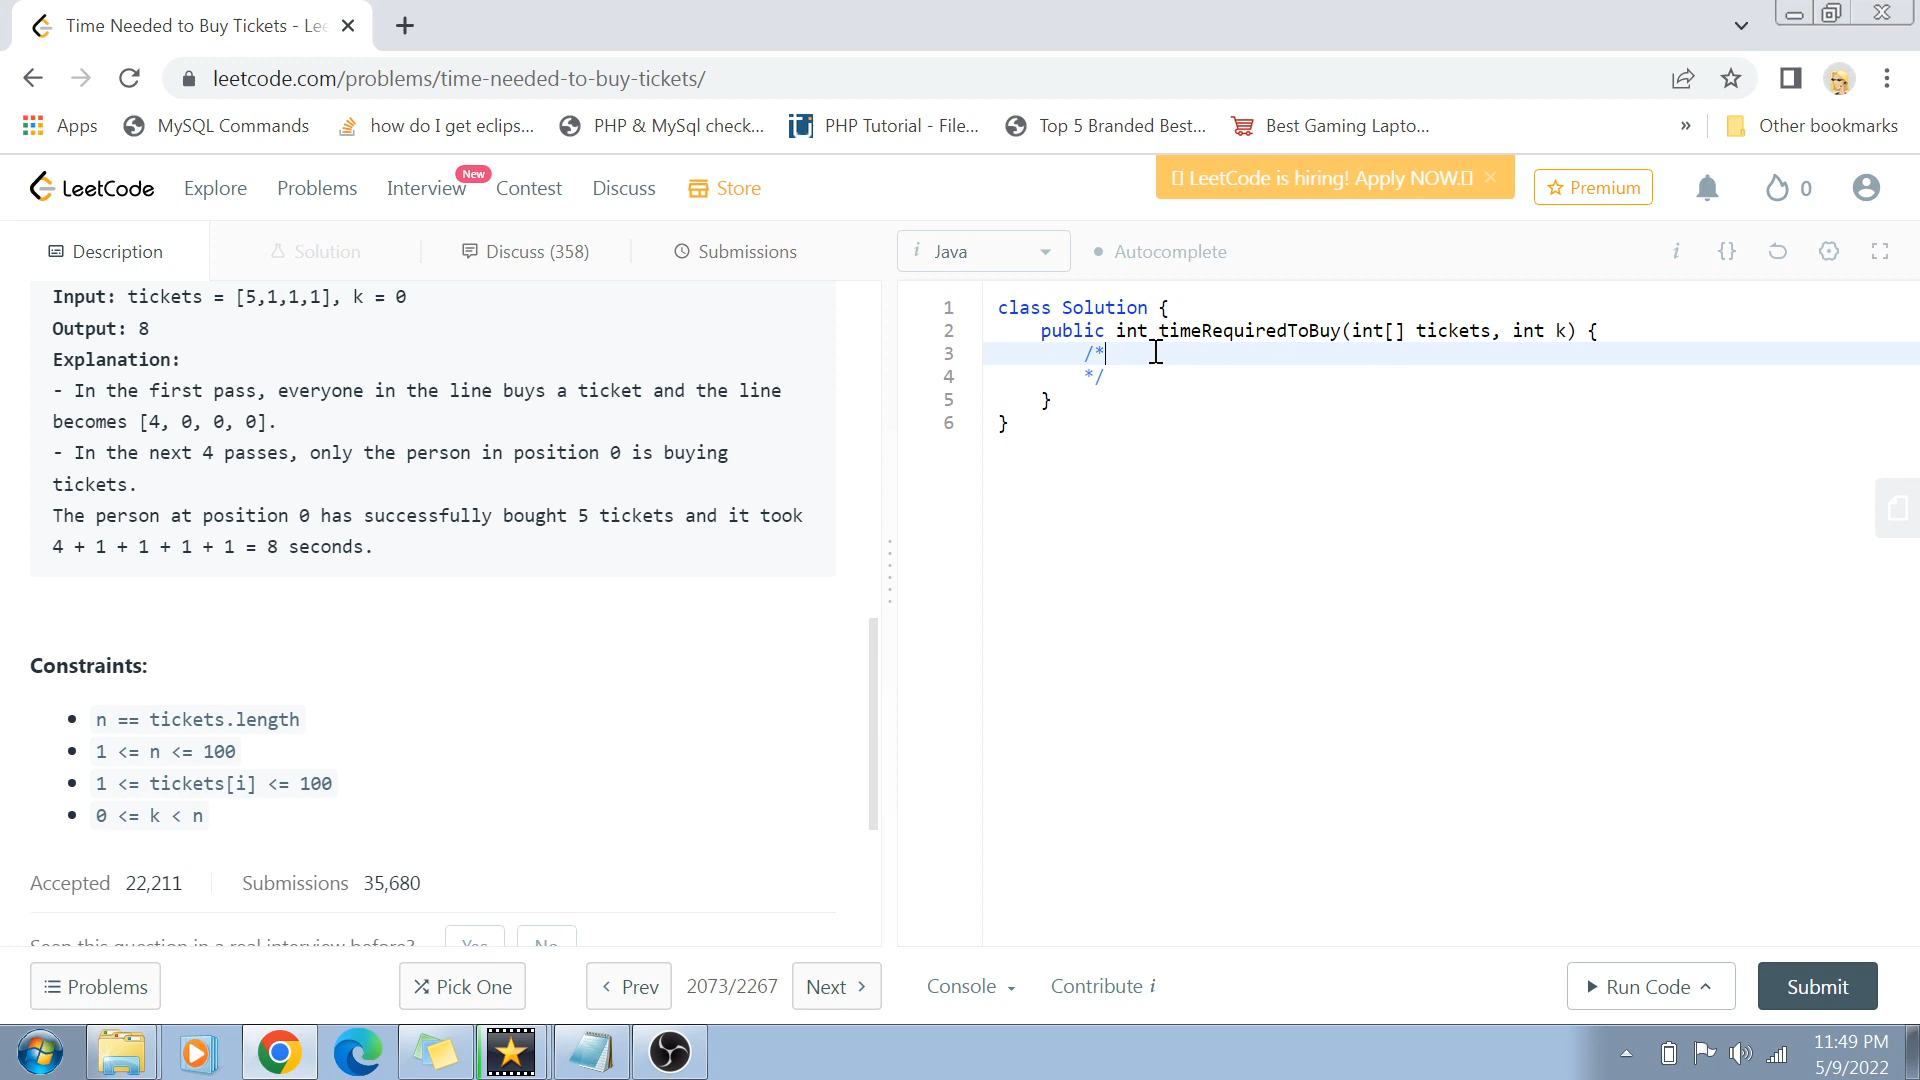 Time Needed to Buy Tickets - Lee
leetcode.com/problems/time-needed-to-buy-tickets/
Apps MySQL Commands how do I get eclips... PHP & MySql check... PHP Tutorial - File... Top 5 Branded Best... Best Gaming Lapto... » Other bookmarks
LeetCode Explore Problems Interview New Contest Discuss Store LeetCode is hiring! Apply NOW. Premium 0
Description Solution Discuss (358) Submissions i Java Autocomplete i {}
Input: tickets = [5,1,1,1], k = 0
Output: 8
Explanation:
- In the first pass, everyone in the line buys a ticket and the line
becomes [4, 0, 0, 0].
- In the next 4 passes, only the person in position 0 is buying
tickets.
The person at position 0 has successfully bought 5 tickets and it took
4 + 1 + 1 + 1 + 1 = 8 seconds.
Constraints:
n == tickets.length
1 <= n <= 100
1 <= tickets[i] <= 100
0 <= k < n
Accepted 22,211 Submissions 35,680
Seen this question in a real interview before? Yes No
1 class Solution {
2 public int timeRequiredToBuy(int[] tickets, int k) {
3 /*
4 */
5 }
6 }
Problems Pick One Prev 2073/2267 Next Console Contribute i Run Code Submit
11:49 PM
5/9/2022